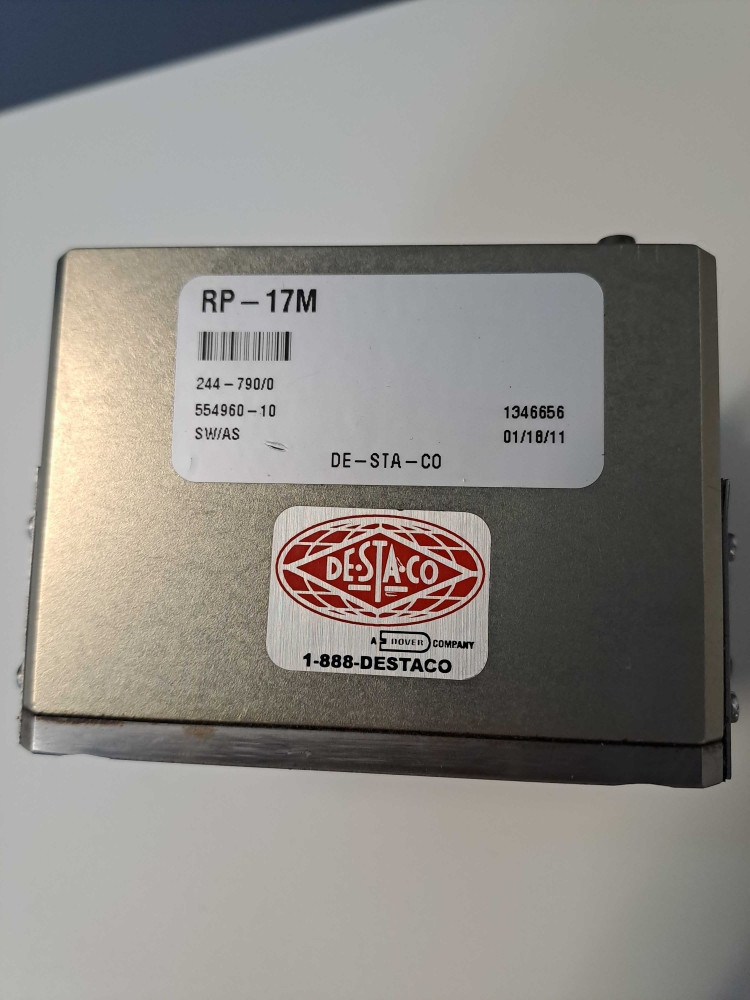 RP-17M
244-790/0
554960-10 1346656
SW/AS 01/18/11
DE-STA-CO
DE·STA·CO
A DOVER COMPANY
1-888-DESTACO